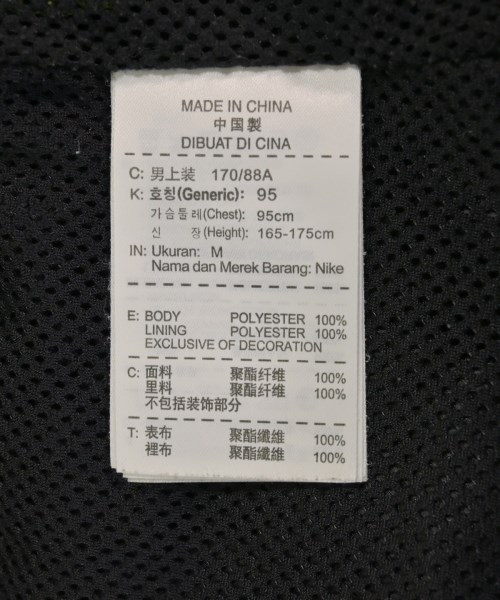 MADE IN CHINA
中国製
DIBUAT DI CINA
C: 男上装 170/88A
K: 호칭(Generic): 95
가슴둘레(Chest): 95cm
신 장(Height): 165-175cm
IN: Ukuran: M
Nama dan Merek Barang: Nike
E: BODY POLYESTER 100%
LINING POLYESTER 100%
EXCLUSIVE OF DECORATION
C: 面料 聚酯纤维 100%
里料 聚酯纤维 100%
不包括装饰部分
T: 表布 聚酯纖維 100%
裡布 聚酯纖維 100%